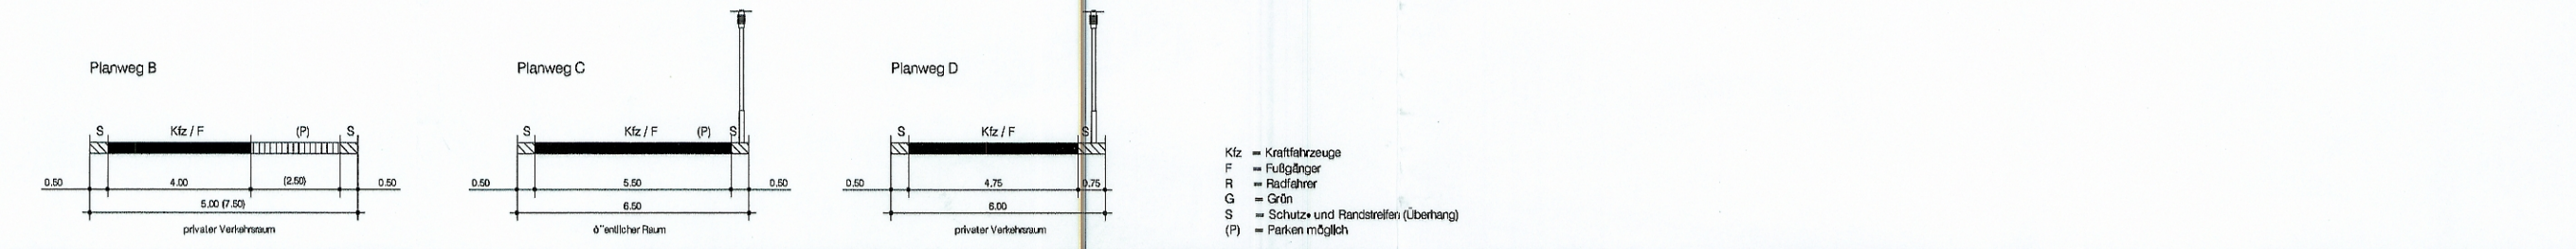 Planweg B
S Kfz / F (P) S
0.50 4.00 (2.50) 0.50
5.00 (7.50)
privater Verkehrsraum
Planweg C
S Kfz / F (P) S
0.50 5.50 0.50
6.50
öffentlicher Raum
Planweg D
S Kfz / F S
0.50 4.75 0.75
6.00
privater Verkehrsraum
Kfz = Kraftfahrzeuge
F = Fußgänger
R = Radfahrer
G = Grün
S = Schutz- und Randstreifen (Überhang)
(P) = Parken möglich